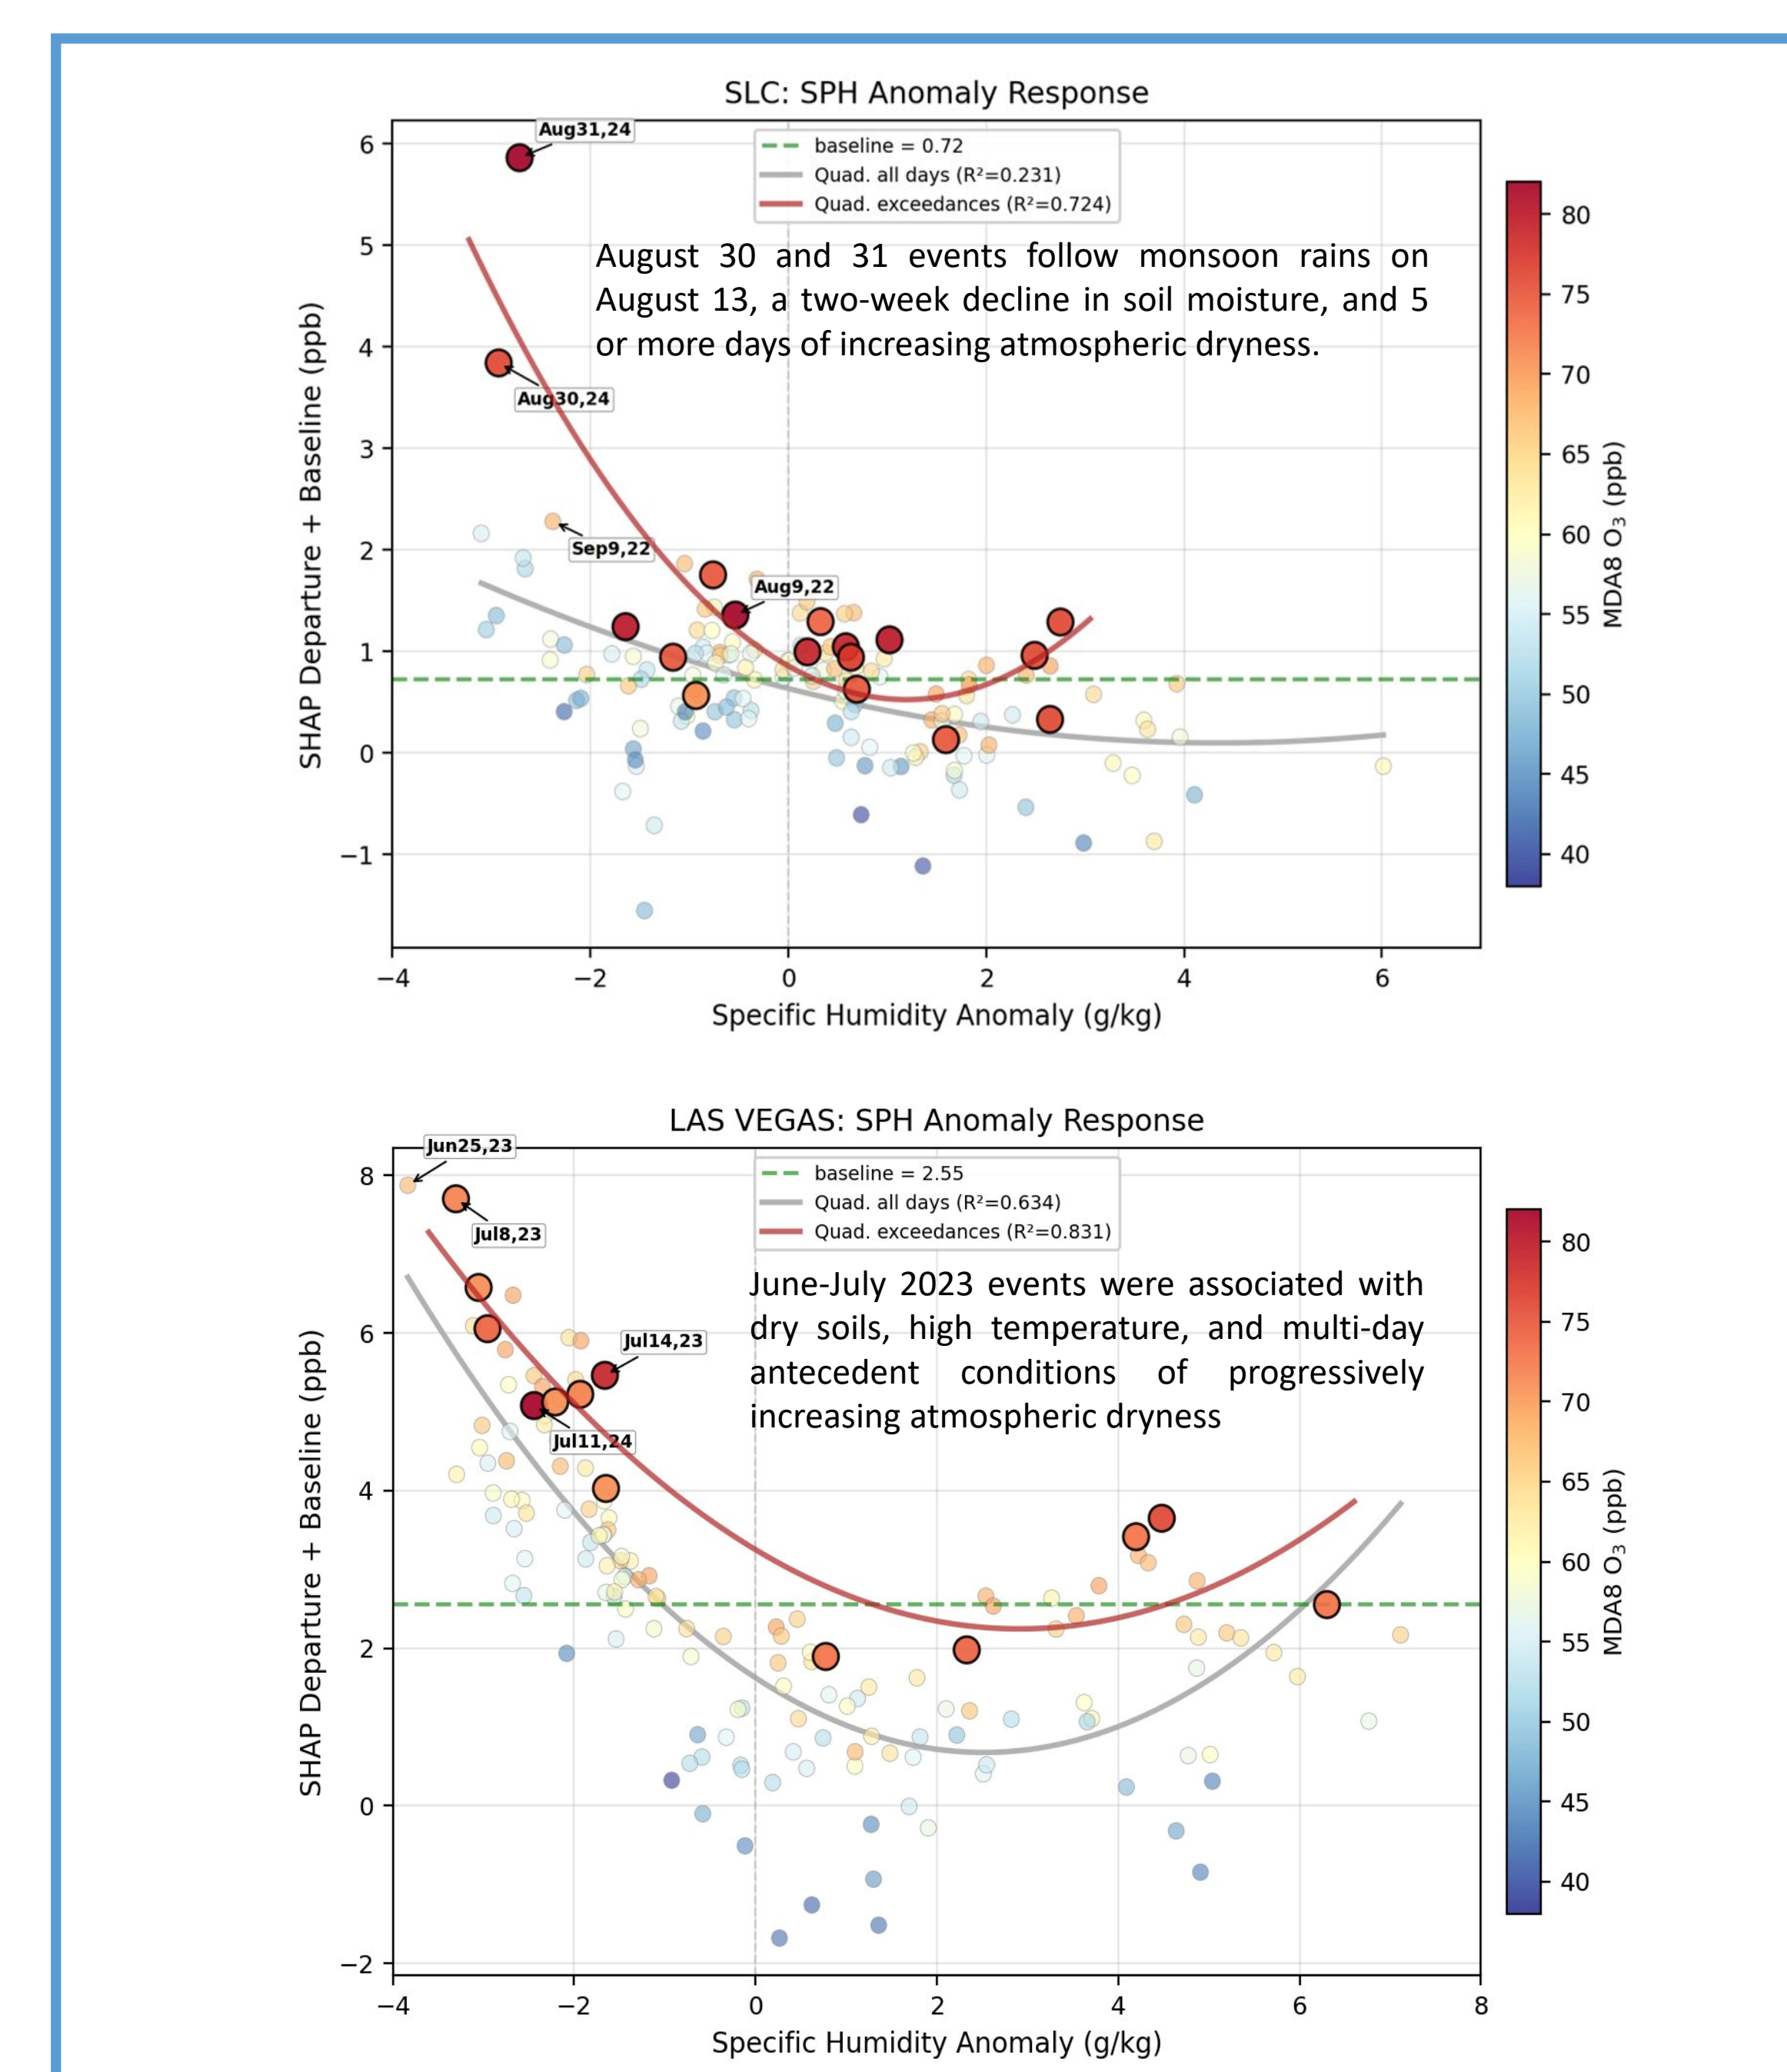 SLC: SPH Anomaly Response
Aug31,24
baseline = 0.72
Quad. all days (R²=0.231)
Quad. exceedances (R²=0.724)
August 30 and 31 events follow monsoon rains on
August 13, a two-week decline in soil moisture, and 5
or more days of increasing atmospheric dryness.
Aug30,24
Sep9,22
Aug9,22
6
5
4
3
2
1
0
−1
SHAP Departure + Baseline (ppb)
−4 −2 0 2 4 6
Specific Humidity Anomaly (g/kg)
80
75
70
65
60
55
50
45
40
MDA8 O₃ (ppb)
LAS VEGAS: SPH Anomaly Response
Jun25,23
Jul8,23
baseline = 2.55
Quad. all days (R²=0.634)
Quad. exceedances (R²=0.831)
June-July 2023 events were associated with
dry soils, high temperature, and multi-day
antecedent conditions of progressively
increasing atmospheric dryness
Jul14,23
Jul11,24
8
6
4
2
0
−2
SHAP Departure + Baseline (ppb)
−4 −2 0 2 4 6 8
Specific Humidity Anomaly (g/kg)
80
75
70
65
60
55
50
45
40
MDA8 O₃ (ppb)